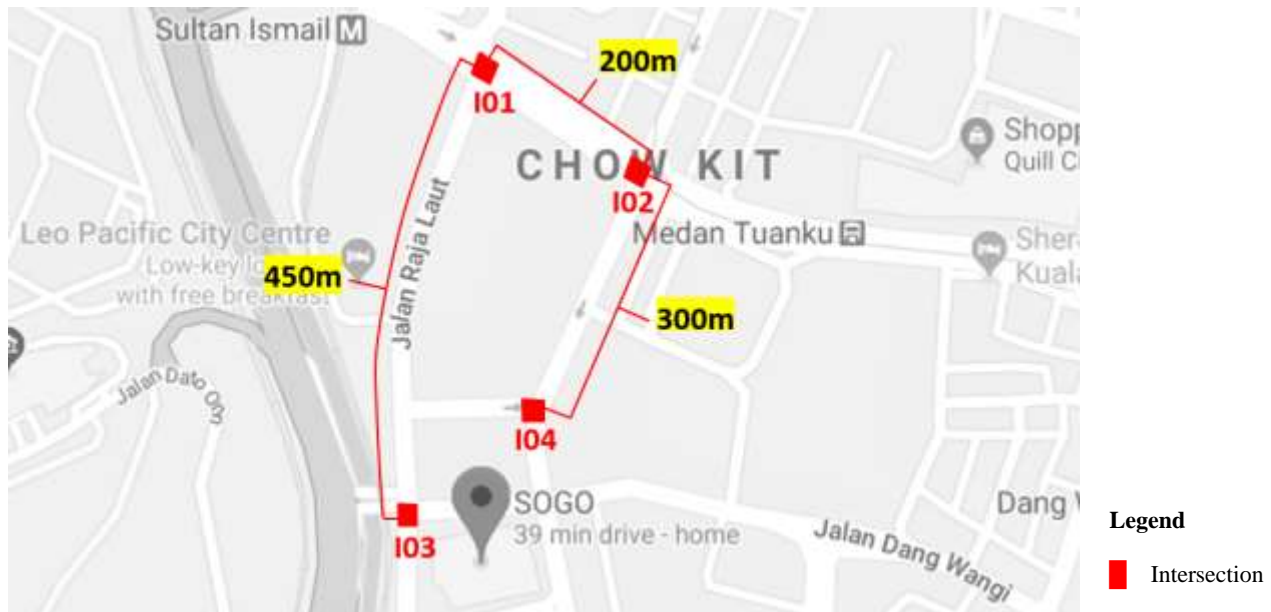 Sultan Ismail M
200m
I01
Shopp
Quill Ci
CHOW KIT
I02
Jalan Raja Laut
Medan Tuanku
Leo Pacific City Centre
Low-key lo
with free breakfast
450m
Shera
Kuala
300m
Jalan Dato On
I04
SOGO
39 min drive - home
I03
Dang W
Jalan Dang Wangi
Legend
Intersection